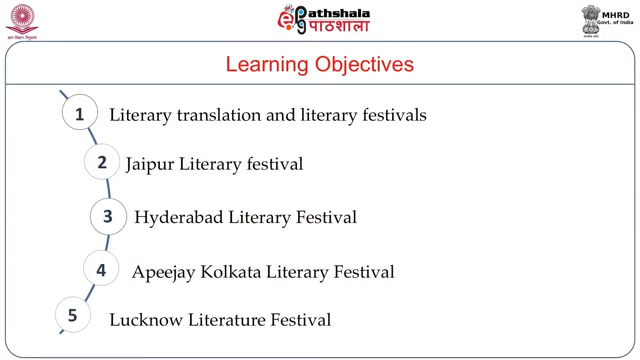 Pathshala
पाठशाला
MHRD
Govt. of India
Learning Objectives
1 Literary translation and literary festivals
2 Jaipur Literary festival
3 Hyderabad Literary Festival
4 Apeejay Kolkata Literary Festival
5 Lucknow Literature Festival